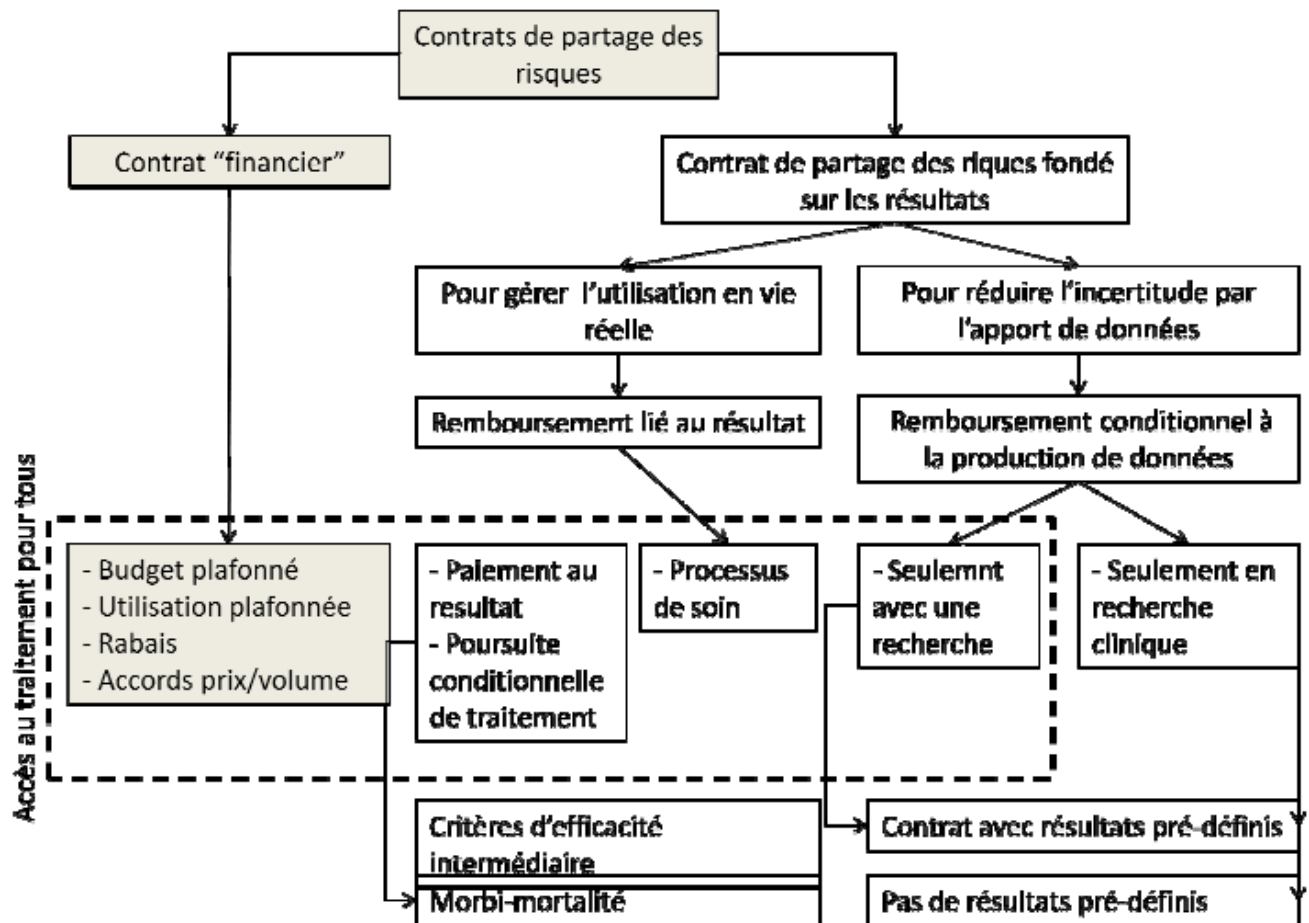 Contrats de partage des
risques
Contrat “financier”
Contrat de partage des riques fondé
sur les résultats
Pour gérer l’utilisation en vie
réelle
Pour réduire l’incertitude par
l’apport de données
Remboursement lié au résultat
Remboursement conditionnel à
la production de données
Accès au traitement pour tous
- Budget plafonné
- Utilisation plafonnée
- Rabais
- Accords prix/volume
- Paiement au
resultat
- Poursuite
conditionnelle
de traitement
- Processus
de soin
- Seulemnt
avec une
recherche
- Seulement en
recherche
clinique
Critères d’efficacité
intermédiaire
Morbi-mortalité
Contrat avec résultats pré-définis
Pas de résultats pré-définis